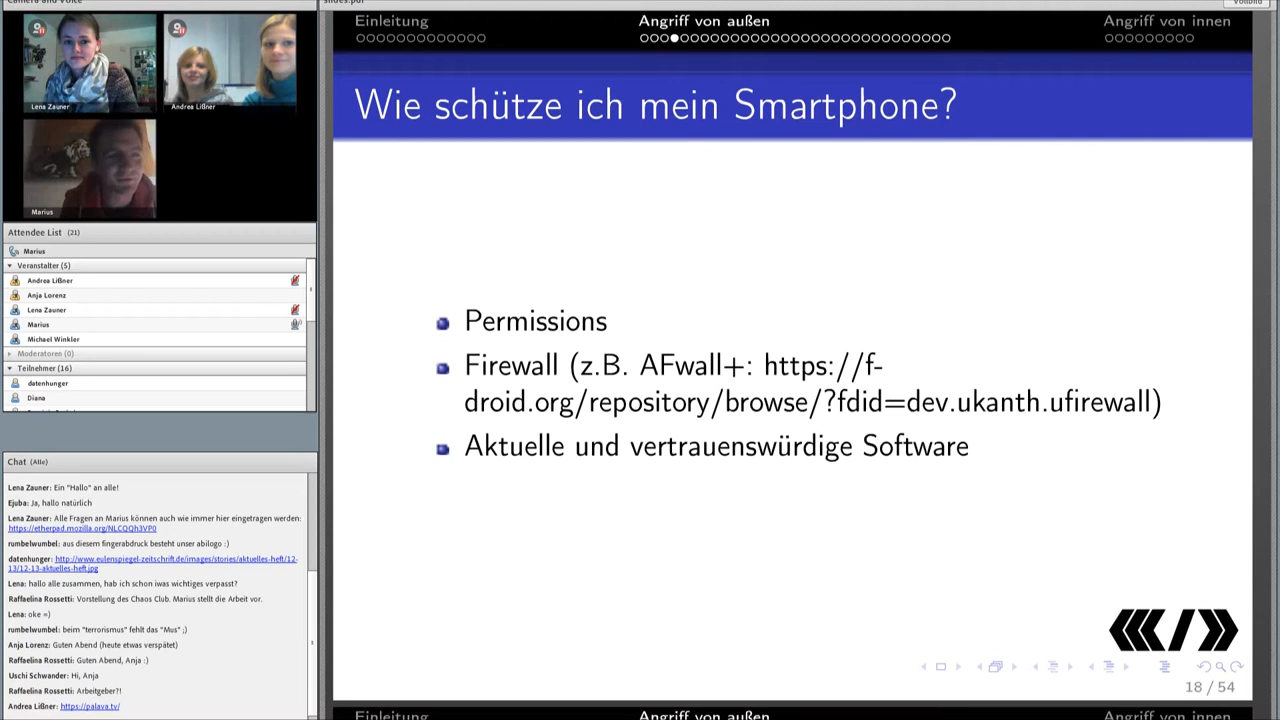 Camera and Voice
Lena Zauner
Andrea Lißner
Marius
Attendee List (21)
Marius
Veranstalter (5)
Andrea Lißner
Anja Lorenz
Lena Zauner
Marius
Michael Winkler
Moderatoren (0)
Teilnehmer (16)
datenhunger
Diana
Chat (Alle)
Lena Zauner: Ein "Hallo" an alle!
Ejuba: Ja, hallo natürlich
Lena Zauner: Alle Fragen an Marius können auch wie immer hier eingetragen werden:
https://etherpad.mozilla.org/NLCQQh3VP0
rumbelwumbel: aus diesem fingerabdruck besteht unser abilogo :)
datenhunger: http://www.eulenspiegel-zeitschrift.de/images/stories/aktuelles-heft/12-
13/12-13-aktuelles-heft.jpg
Lena: hallo alle zusammen, hab ich schon iwas wichtiges verpasst?
Raffaelina Rossetti: Vorstellung des Chaos Club. Marius stellt die Arbeit vor.
Lena: oke =)
rumbelwumbel: beim "terrorismus" fehlt das "Mus" ;)
Anja Lorenz: Guten Abend (heute etwas verspätet)
Raffaelina Rossetti: Guten Abend, Anja :)
Uschi Schwander: Hi, Anja
Raffaelina Rossetti: Arbeitgeber?!
Andrea Lißner: https://palava.tv/
slides.pdf
Vollbild
Einleitung
Angriff von außen
Angriff von innen
Wie schütze ich mein Smartphone?
Permissions
Firewall (z.B. AFwall+: https://f-
droid.org/repository/browse/?fdid=dev.ukanth.ufirewall)
Aktuelle und vertrauenswürdige Software
18 / 54
Einleitung
Angriff von außen
Angriff von innen